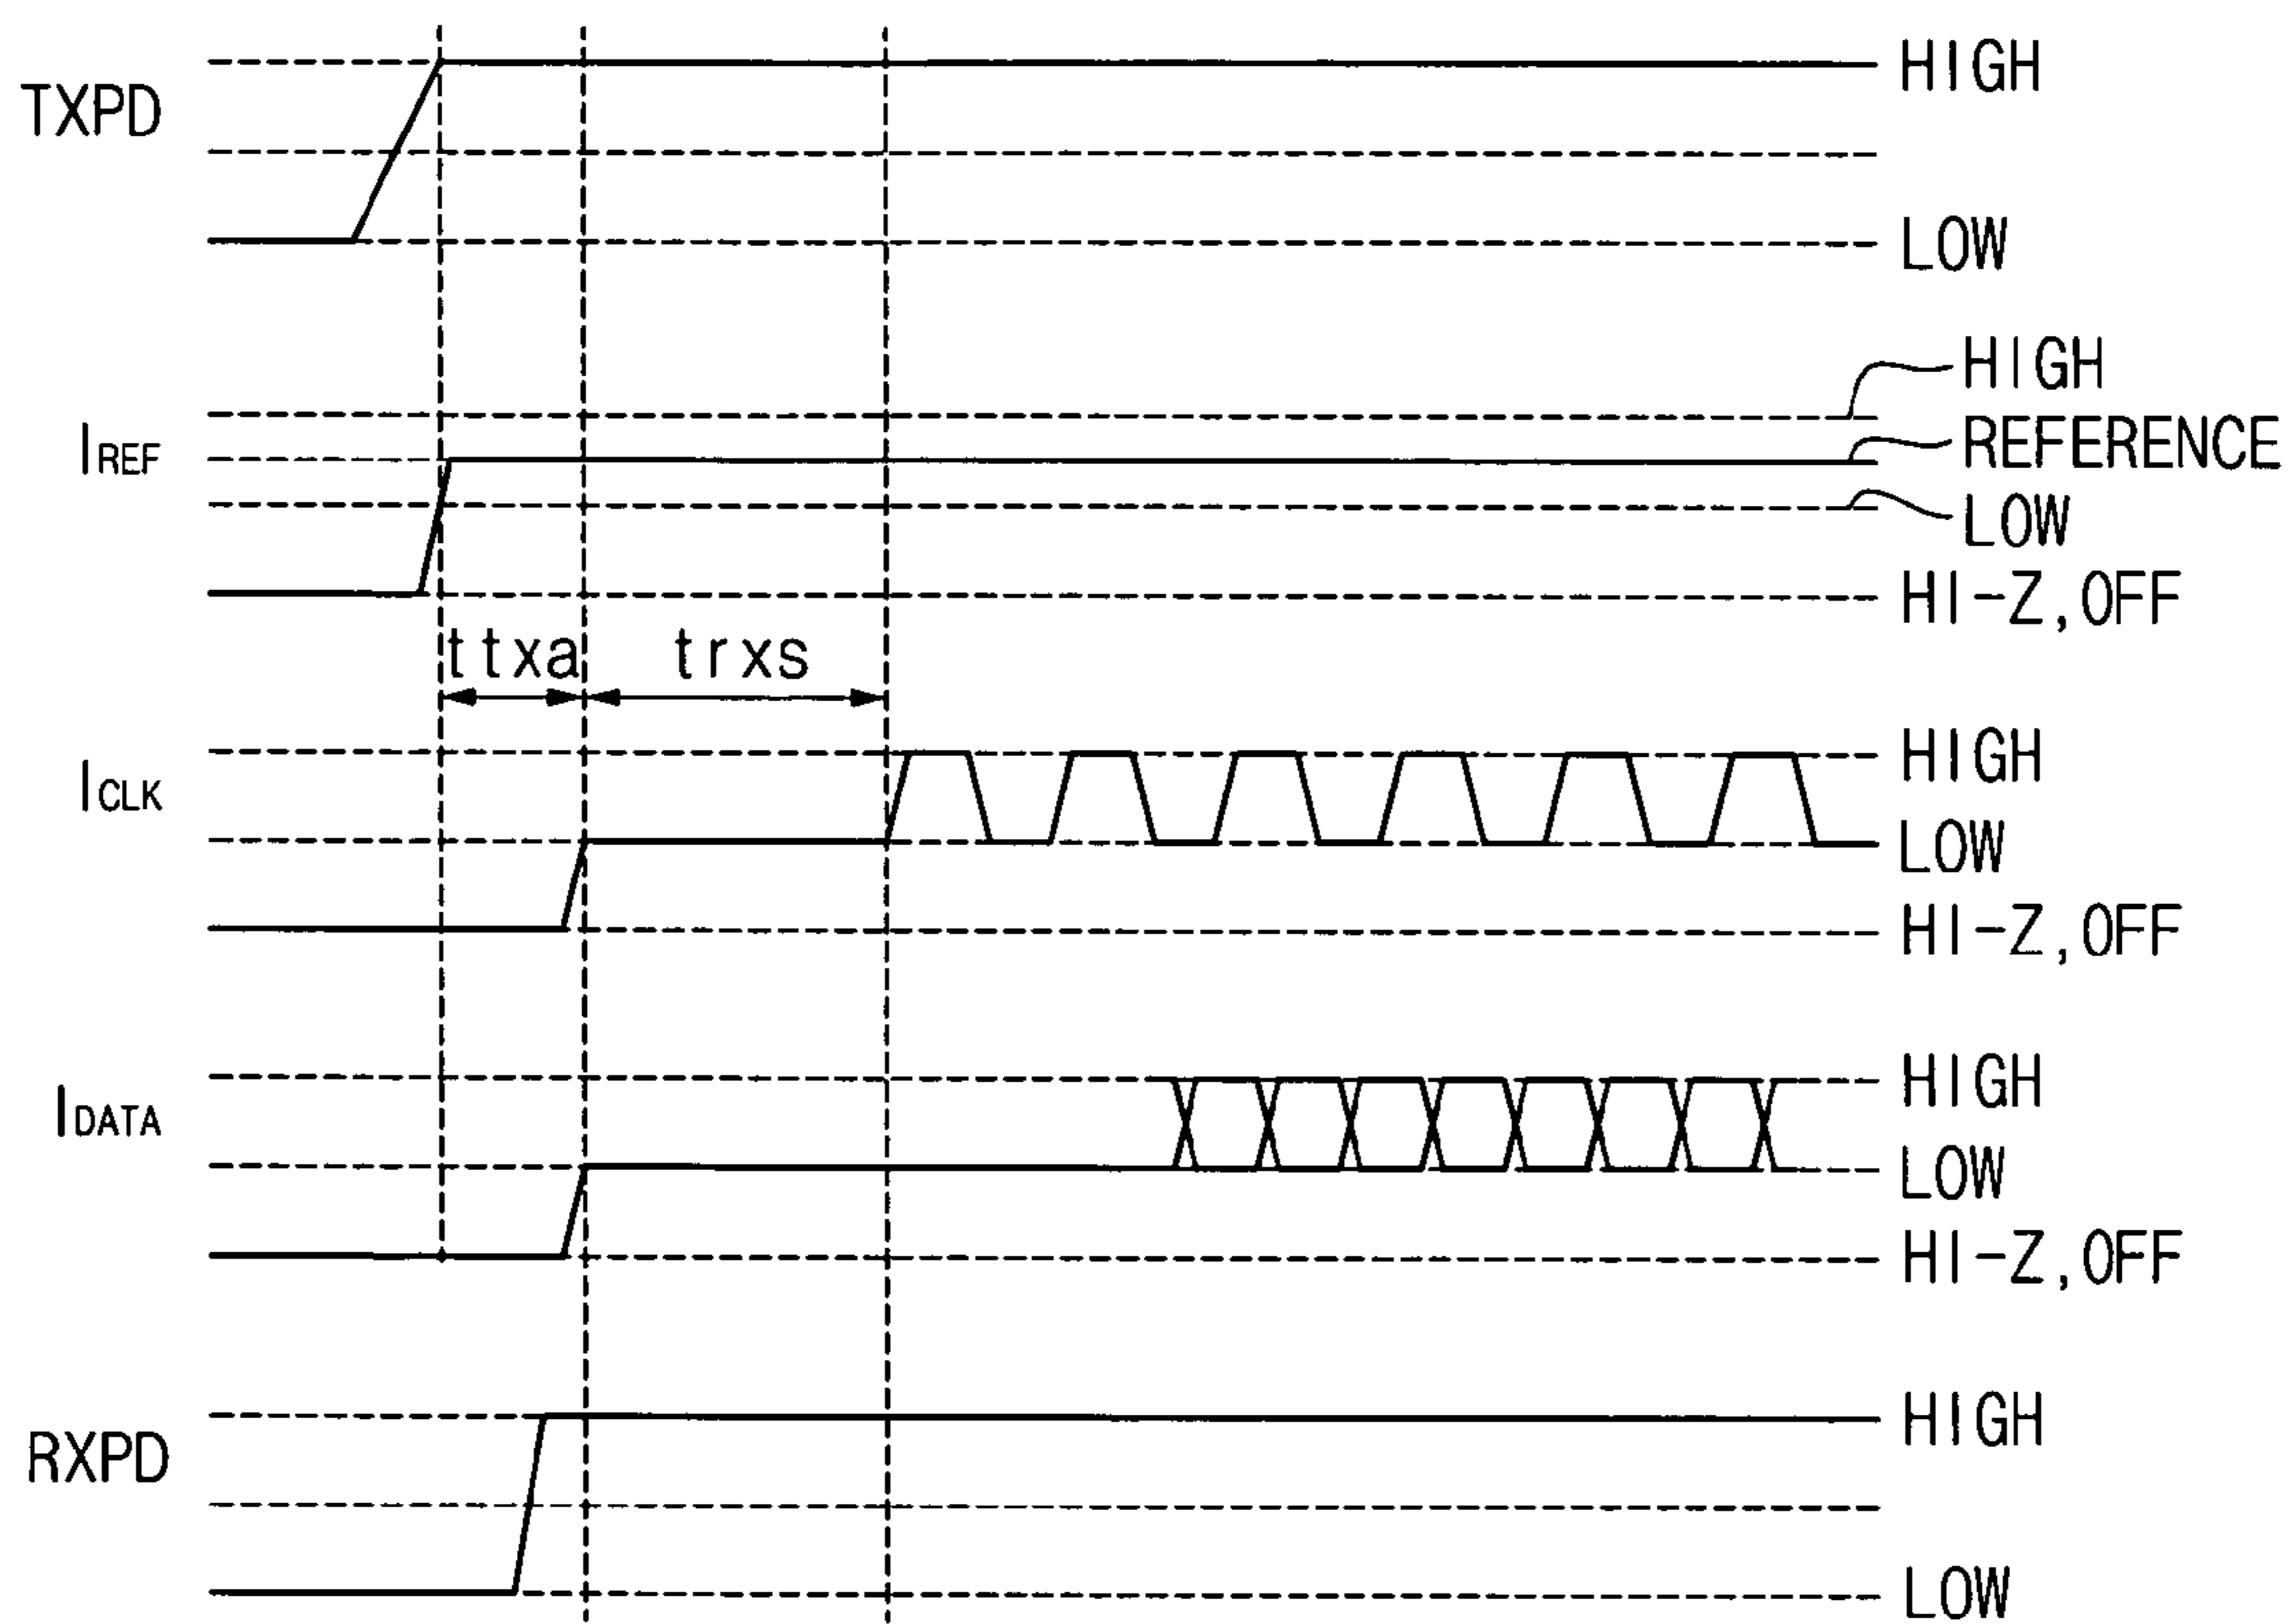 TXPD
HIGH
LOW
IREF
HIGH
REFERENCE
LOW
HI-Z,OFF
ttxa
trxs
ICLK
HIGH
LOW
HI-Z,OFF
IDATA
HIGH
LOW
HI-Z,OFF
RXPD
HIGH
LOW